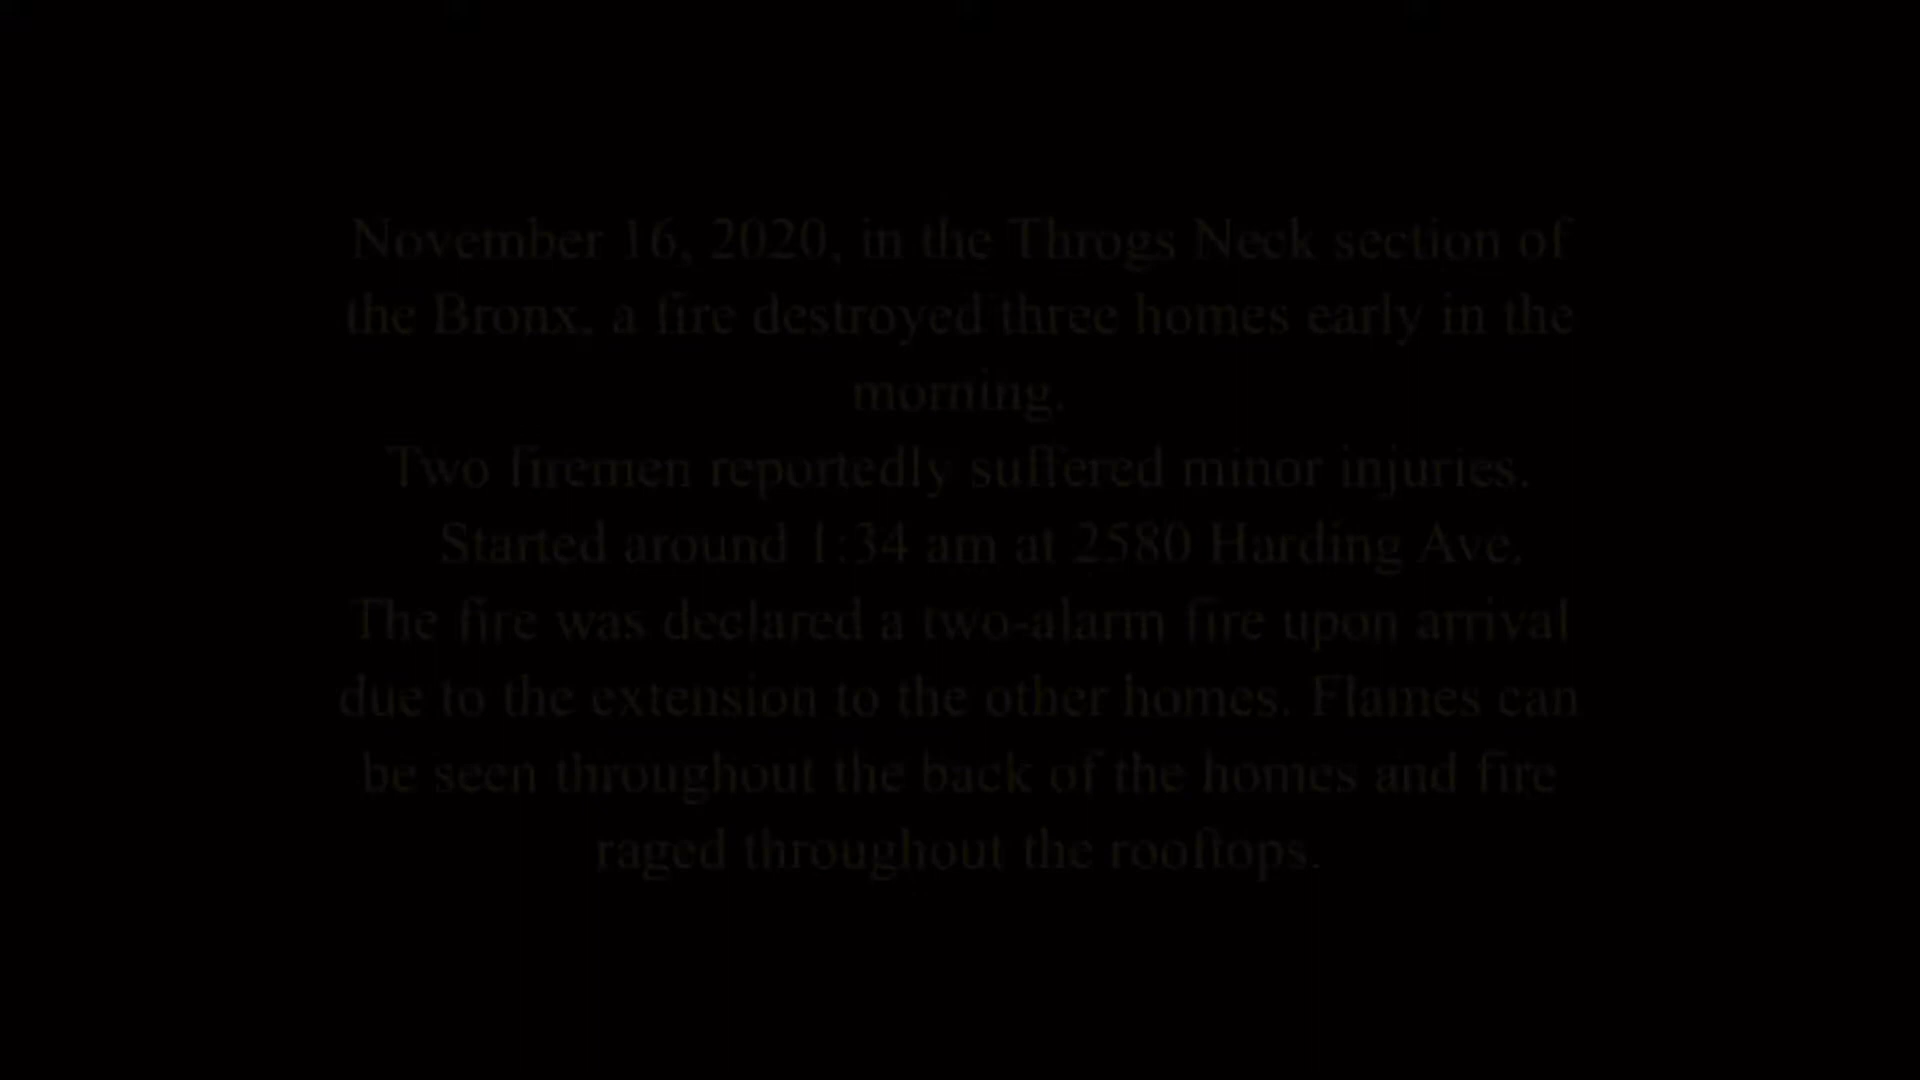 November 16, 2020, in the Throgs Neck section of
the Bronx, a fire destroyed three homes early in the
morning.
Two firemen reportedly suffered minor injuries.
Started around 1:34 am at 2580 Harding Ave.
The fire was declared a two-alarm fire upon arrival
due to the extension to the other homes. Flames can
be seen throughout the back of the homes and fire
raged throughout the rooftops.